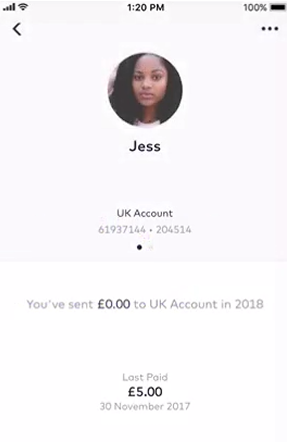 1:20 PM 100%
Jess
UK Account
61937144 • 204514
You've sent £0.00 to UK Account in 2018
Last Paid
£5.00
30 November 2017